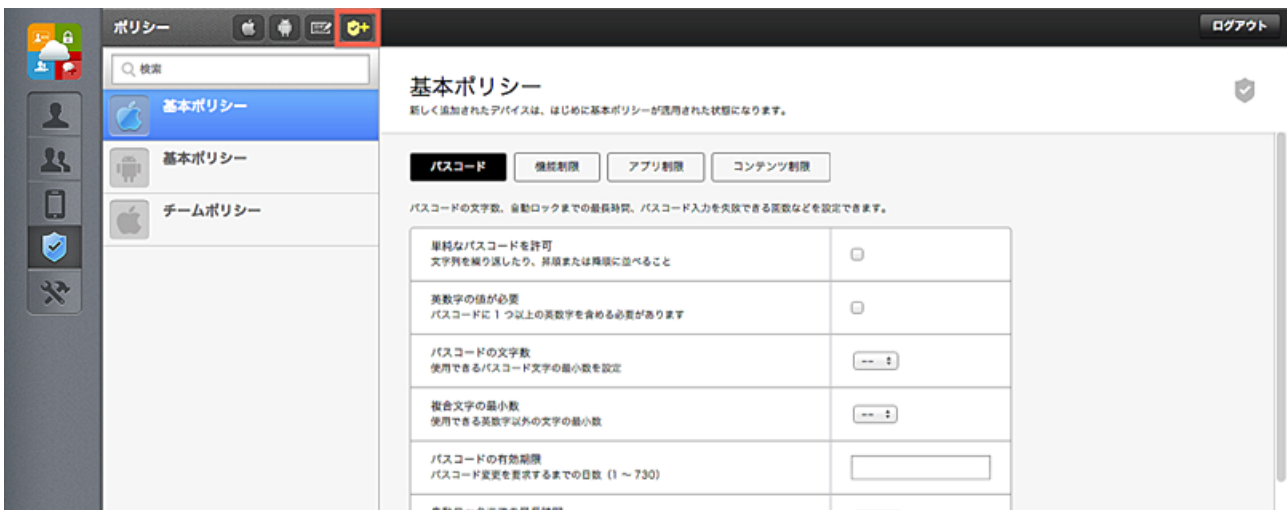 ポリシー
ログアウト
検索
基本ポリシー
基本ポリシー
チームポリシー
基本ポリシー
新しく追加されたデバイスは、はじめに基本ポリシーが適用された状態になります。
パスコード
機能制限
アプリ制限
コンテンツ制限
パスコードの文字数、自動ロックまでの最長時間、パスコード入力を失敗できる回数などを設定できます。
単純なパスコードを許可
文字列を繰り返したり、昇順または降順に並べること
英数字の値が必要
パスコードに 1 つ以上の英数字を含める必要があります
パスコードの文字数
使用できるパスコード文字の最小数を設定
--
複合文字の最小数
使用できる英数字以外の文字の最小数
--
パスコードの有効期限
パスコード変更を要求するまでの日数（1 〜 730）